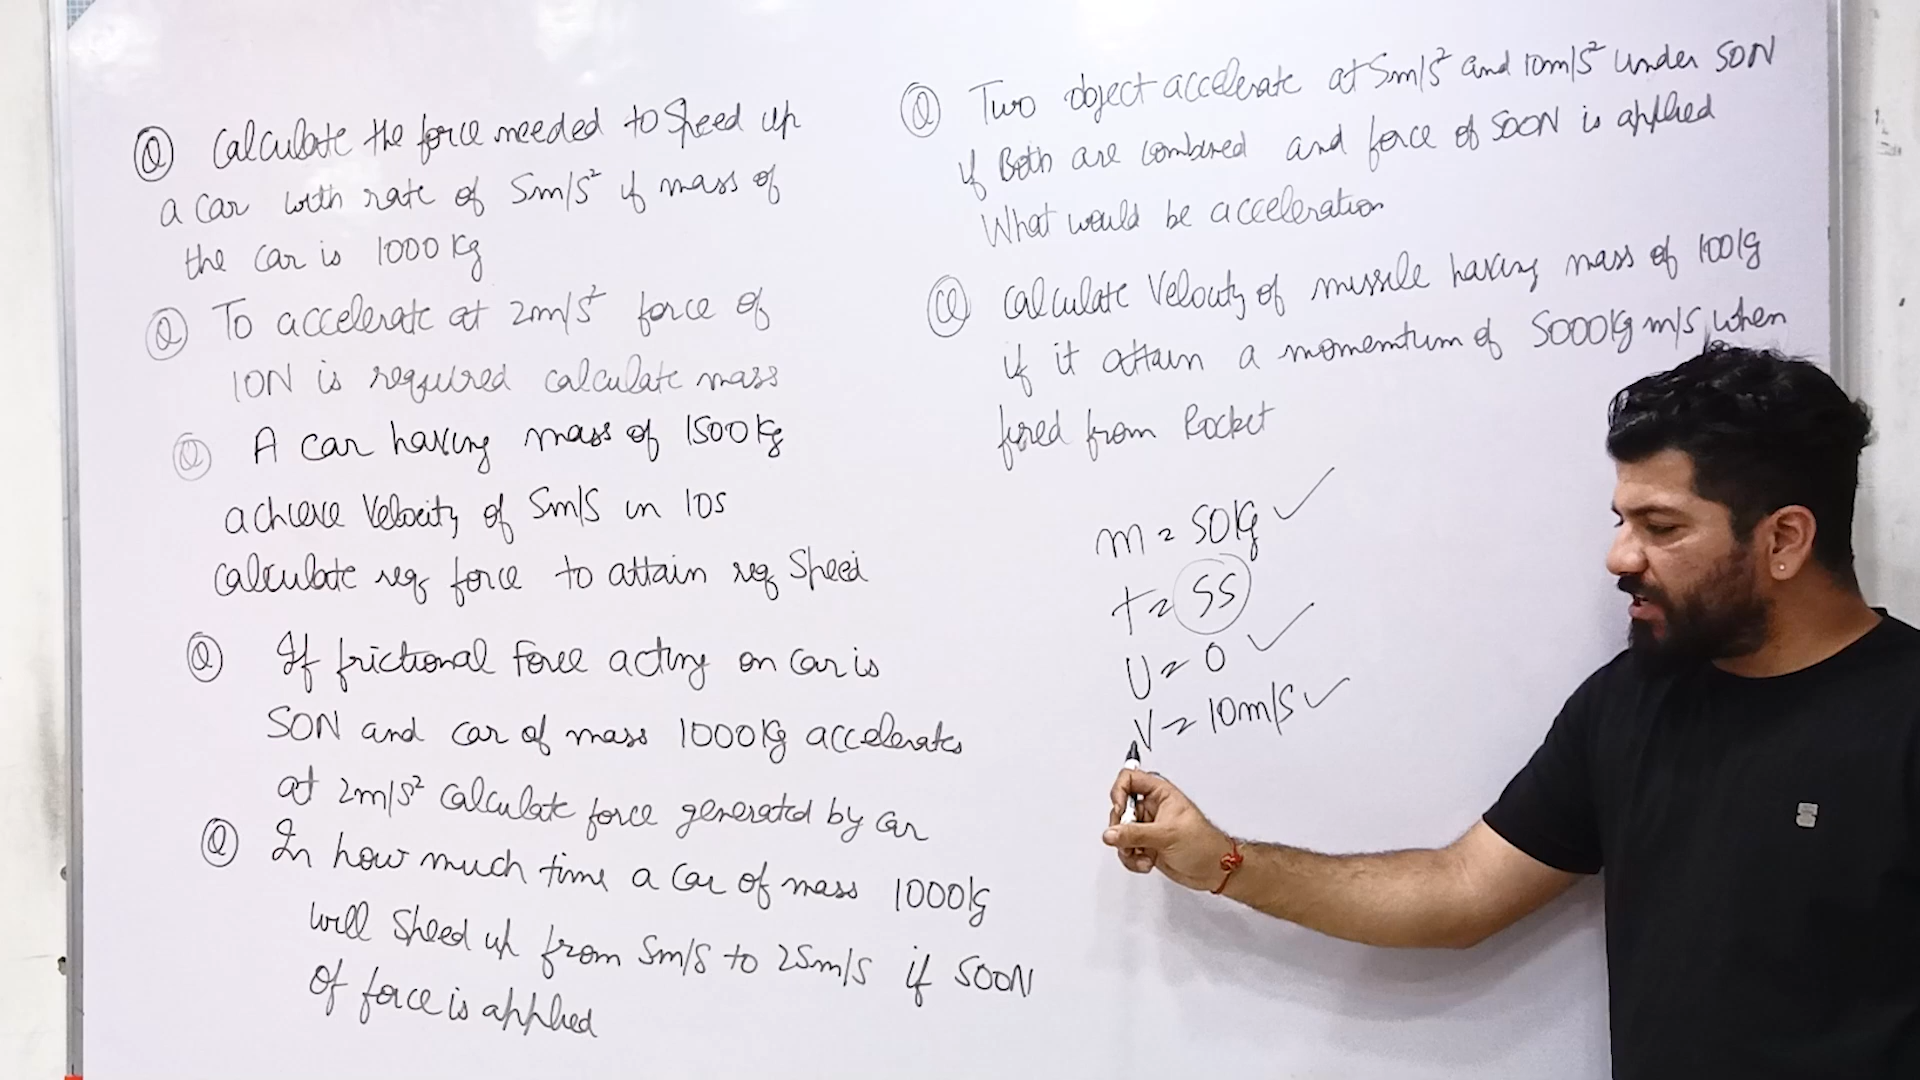 Q Calculate the force needed to Speed up
a car with rate of 5m/s² if mass of
the car is 1000 kg
Q To accelerate at 2m/s² force of
10N is required calculate mass
Q A car having mass of 1500 kg
achieve Velocity of 5m/s in 10s
calculate req force to attain req Speed
Q If frictional Force acting on car is
50N and car of mass 1000kg accelerates
at 2m/s² calculate force generated by car
Q In how much time a car of mass 1000kg
will speed up from 5m/s to 25m/s if 500N
of force is applied
Q Two object accelerate at 5m/s² and 10m/s² under 50N
if Both are combined and force of 500N is applied
What would be acceleration
Q Calculate Velocity of missile having mass of 100kg
if it attain a momentum of 5000kg m/s when
fired from Rocket
m = 50kg ✓
t = 5s
U = 0 ✓
V = 10m/s ✓